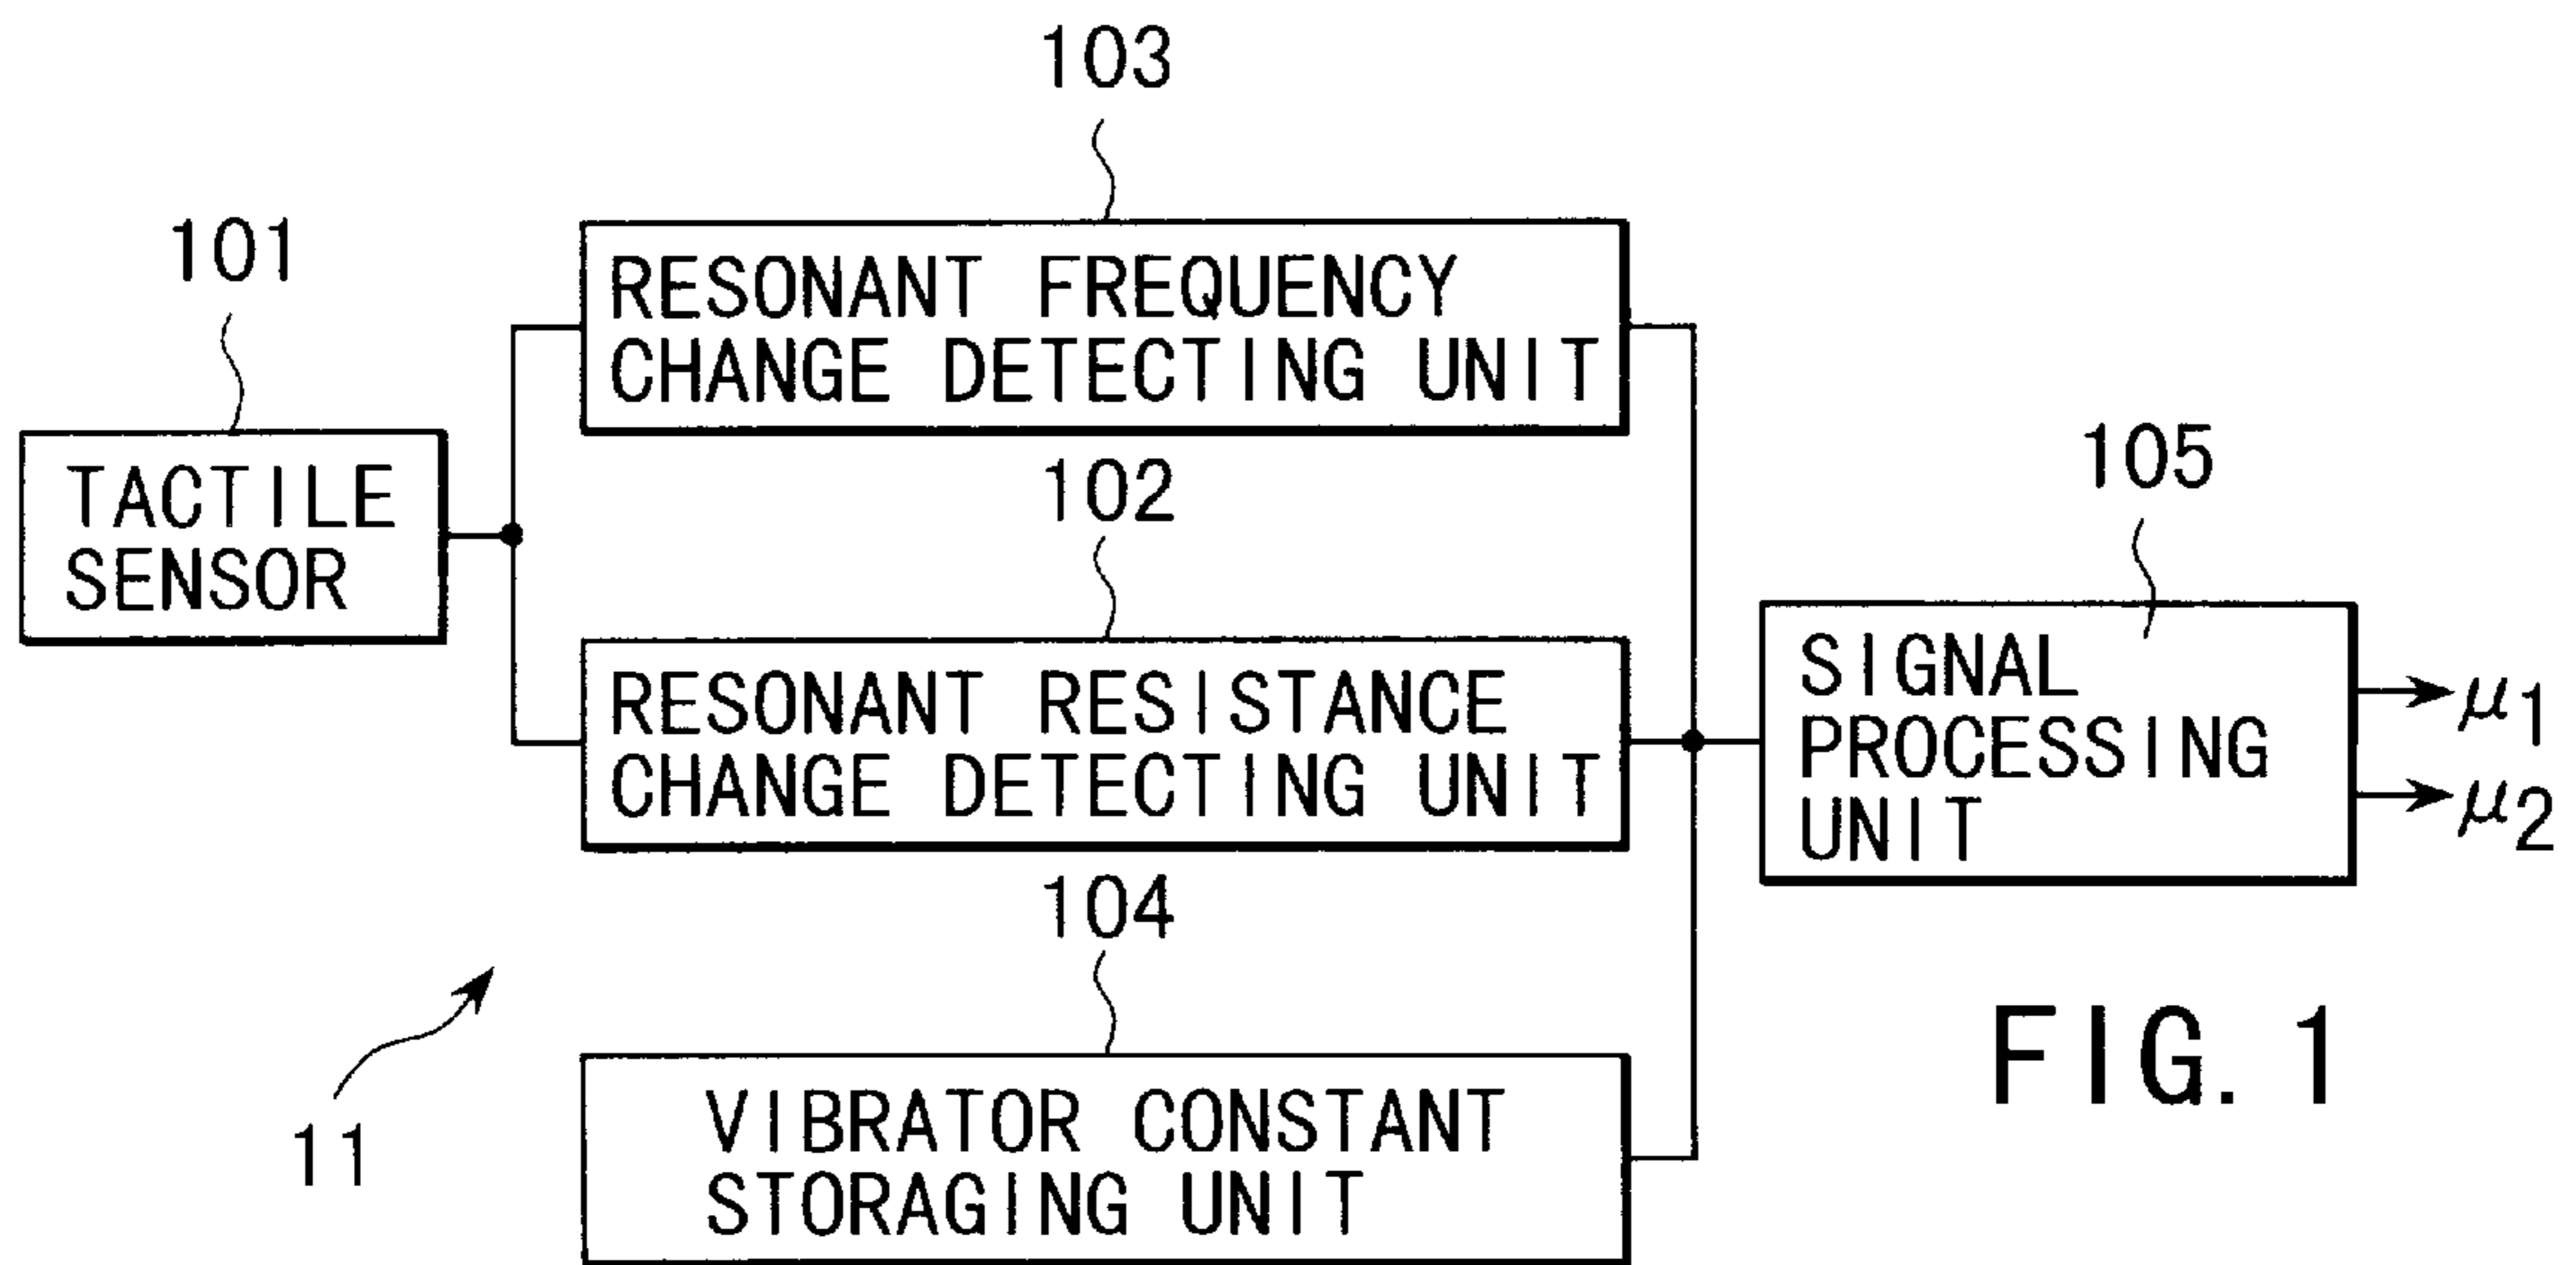 103
RESONANT FREQUENCY
CHANGE DETECTING UNIT
101
TACTILE
SENSOR
102
RESONANT RESISTANCE
CHANGE DETECTING UNIT
105
SIGNAL
PROCESSING
UNIT
μ1
μ2
104
VIBRATOR CONSTANT
STORAGING UNIT
11
FIG. 1